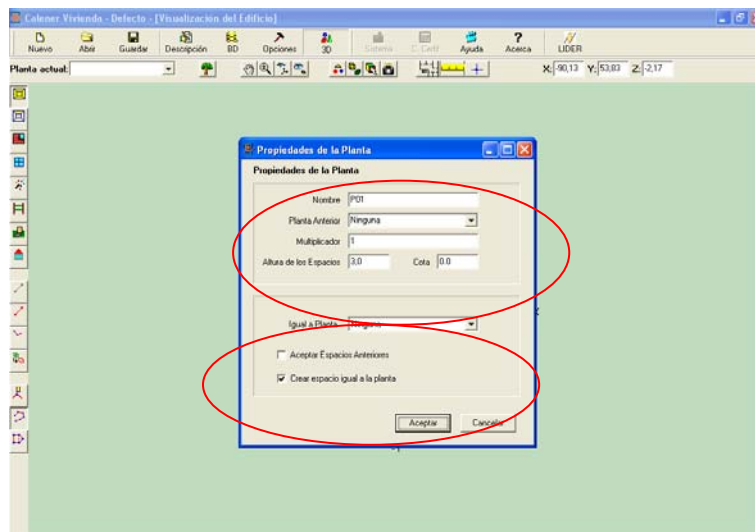 Calener Vivienda - Defecto - [Visualización del Edificio]
Nuevo Abrir Guardar Descripción BD Opciones 3D Sistema C. Certif Ayuda Acerca LIDER
Planta actual: X: -90,13 Y: 53,83 Z: -2,17
Propiedades de la Planta
Propiedades de la Planta
Nombre P01
Planta Anterior Ninguna
Multiplicador 1
Altura de los Espacios 3,0 Cota 0.0
Igual a Planta Ninguna
Aceptar Espacios Anteriores
Crear espacio igual a la planta
Aceptar Cancelar